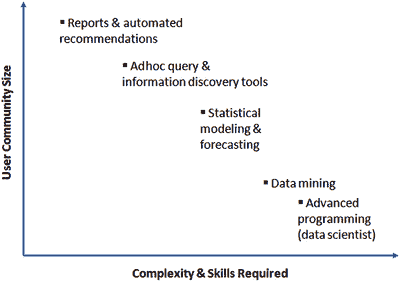 ▪ Reports & automated
recommendations
▪ Adhoc query &
information discovery tools
▪ Statistical
modeling &
forecasting
▪ Data mining
▪ Advanced
programming
(data scientist)
User Community Size
Complexity & Skills Required